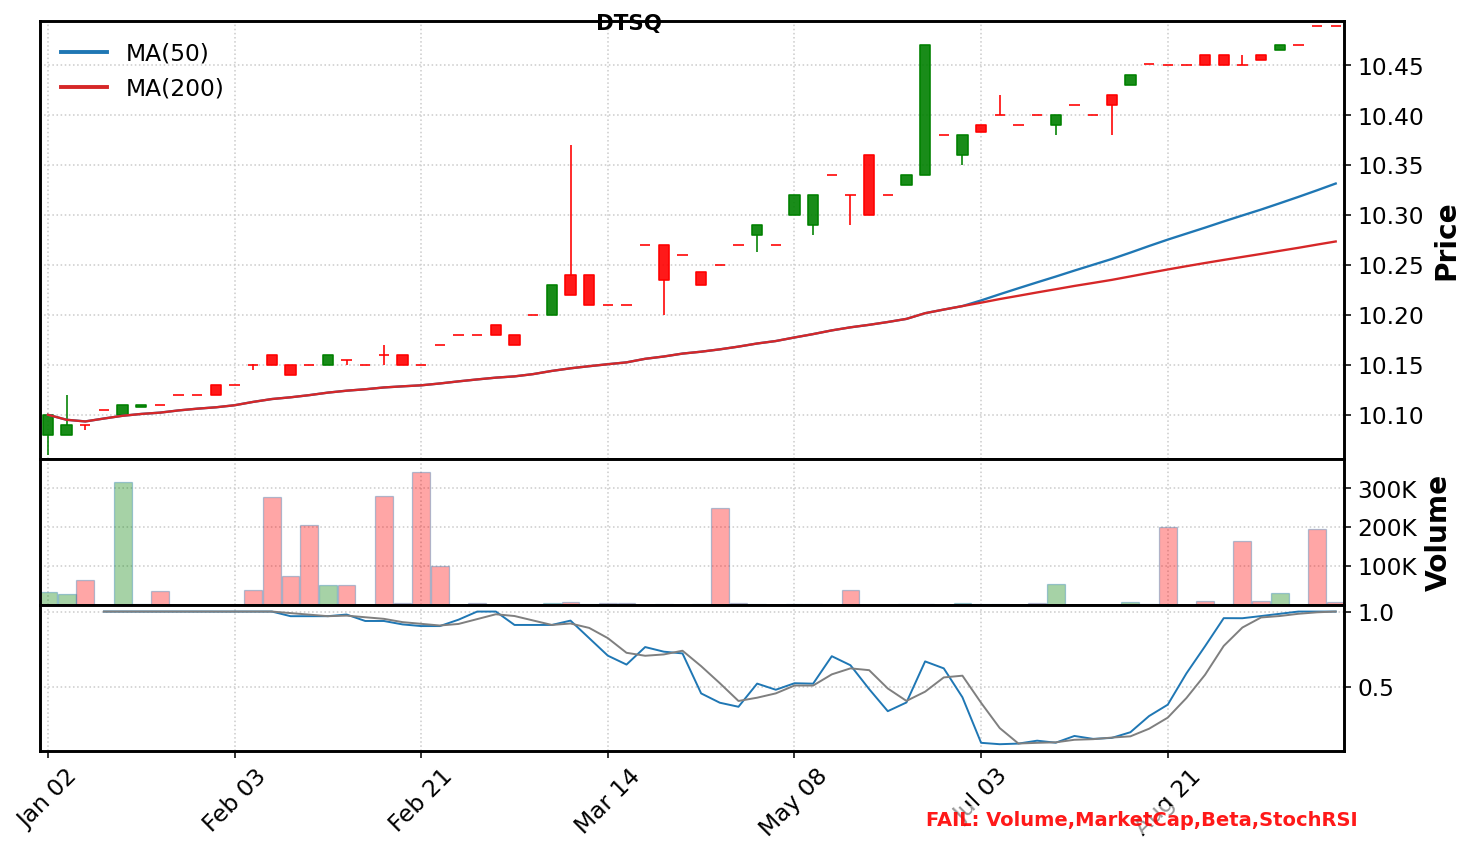 DTSQ
MA(50)
MA(200)
10.45
10.40
10.35
10.30
10.25
10.20
10.15
10.10
Price
300K
200K
100K
Volume
1.0
0.5
Jan 02
Feb 03
Feb 21
Mar 14
May 08
Jul 03
Aug 21
FAIL: Volume,MarketCap,Beta,StochRSI